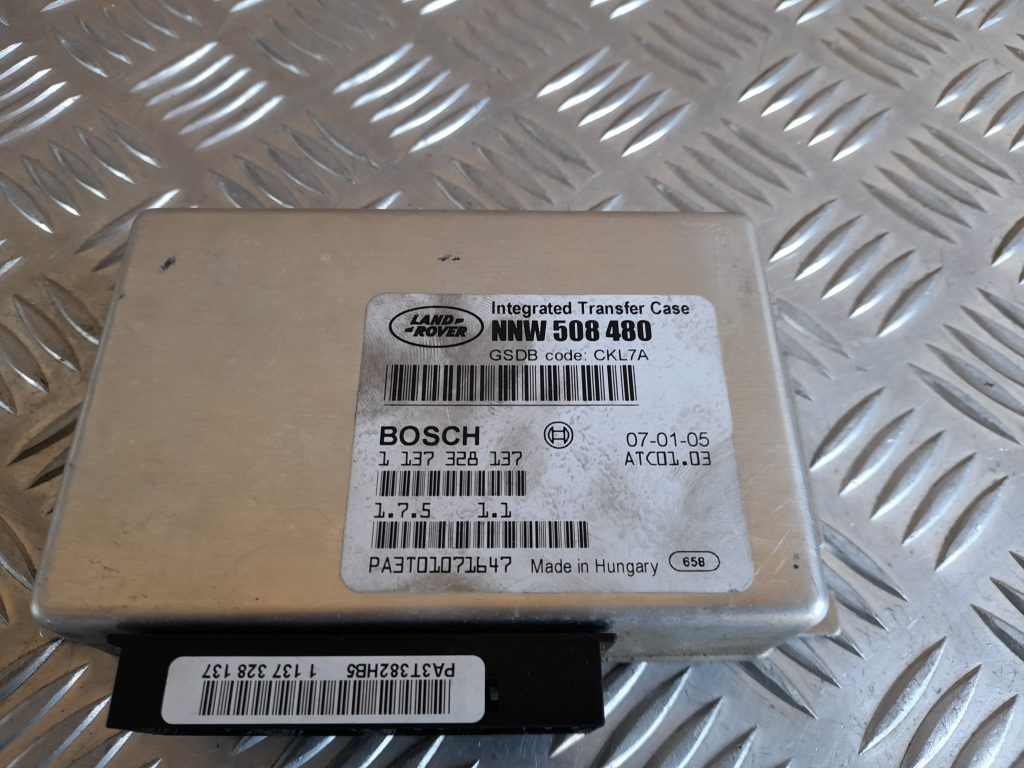 LAND-
-ROVER
Integrated Transfer Case
NNW 508 480
GSDB code: CKL7A
BOSCH
07-01-05
1 137 328 137
ATC01.03
1.7.5 1.1
PA3T01071647
Made in Hungary
658
1 137 328 137
PA3T382HB5